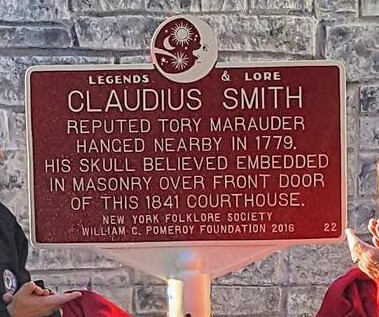 LEGENDS & LORE
CLAUDIUS SMITH
REPUTED TORY MARAUDER
HANGED NEARBY IN 1779.
HIS SKULL BELIEVED EMBEDDED
IN MASONRY OVER FRONT DOOR
OF THIS 1841 COURTHOUSE.
NEW YORK FOLKLORE SOCIETY
WILLIAM C. POMEROY FOUNDATION 2016 22